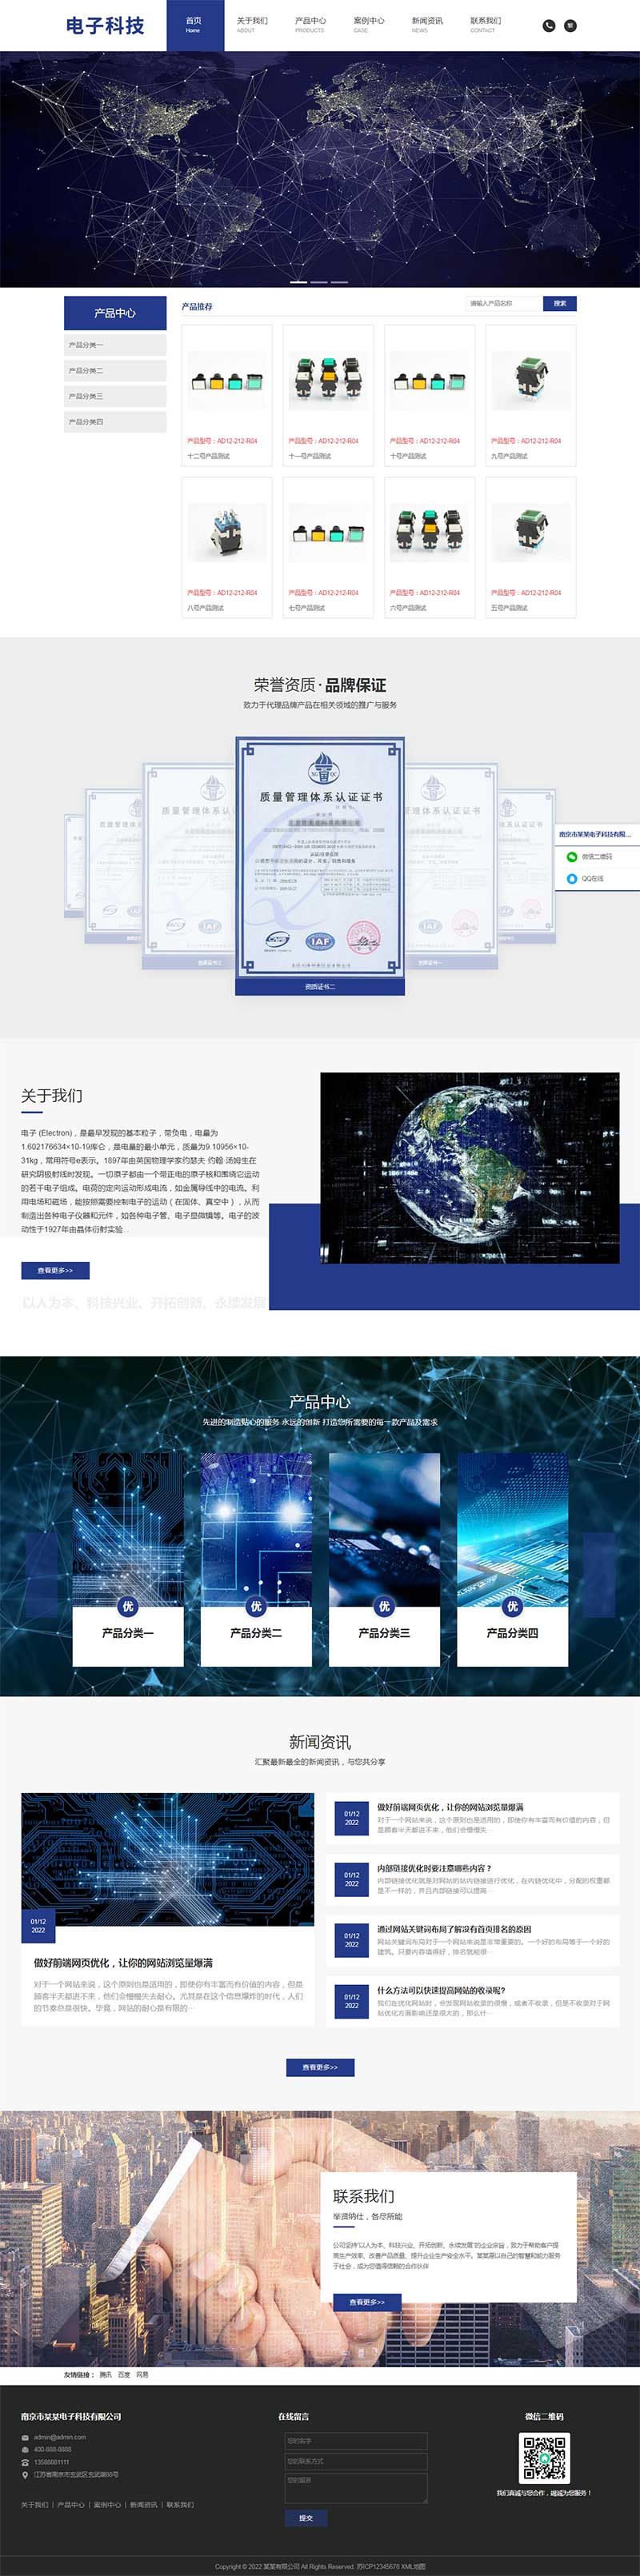 电子科技
首页 关于我们 产品中心 案例中心 新闻资讯 联系我们
Home ABOUT PRODUCTS CASE NEWS CONTACT
繁
产品中心
产品分类一
产品分类二
产品分类三
产品分类四
产品推荐
请输入产品名称 搜索
产品型号：AD12-212-R04 产品型号：AD12-212-R04 产品型号：AD12-212-R04 产品型号：AD12-212-R04
十二号产品测试 十一号产品测试 十号产品测试 九号产品测试
产品型号：AD12-212-R04 产品型号：AD12-212-R04 产品型号：AD12-212-R04 产品型号：AD12-212-R04
八号产品测试 七号产品测试 六号产品测试 五号产品测试
荣誉资质·品牌保证
致力于代理品牌产品在相关领域的推广与服务
质量管理体系认证证书
IAF
资质证书二
南京市某某电子科技有限...
微信二维码
QQ在线
关于我们
电子 (Electron)，是最早发现的基本粒子，带负电，电量为
1.602176634×10-19库仑，是电量的最小单元，质量为9.10956×10-
31kg，常用符号e表示。1897年由英国物理学家约瑟夫·约翰·汤姆生在
研究阴极射线时发现。一切原子都由一个带正电的原子核和围绕它运动
的若干电子组成。电荷的定向运动形成电流，如金属导线中的电流。利
用电场和磁场，能按照需要控制电子的运动（在固体、真空中），从而
制造出各种电子仪器和元件，如各种电子管、电子显微镜等。电子的波
动性于1927年由晶体衍射实验...
查看更多>>
以人为本、科技兴业、开拓创新、永续发展
产品中心
先进的制造贴心的服务 永远的创新 打造您所需要的每一款产品及需求
优 优 优 优
产品分类一 产品分类二 产品分类三 产品分类四
新闻资讯
汇聚最新最全的新闻资讯，与您共分享
01/12
2022
做好前端网页优化，让你的网站浏览量爆满
对于一个网站来说，这个原则也是适用的，即使你有丰富而有价值的内容，但是
顾客半天都进不来，他们会慢慢失去耐心。尤其是在这个信息爆炸的时代，人们
的节奏总是很快。毕竟，网站的耐心是有限的···
01/12
2022
做好前端网页优化，让你的网站浏览量爆满
对于一个网站来说，这个原则也是适用的，即使你有丰富而有价值的内容，但
是顾客半天都进不来，他们会慢慢失···
01/12
2022
内部链接优化时要注意哪些内容？
内部链接优化就是对网站的站内链接进行优化，在内链优化中，分配的权重都
是不一样的，并且内部链接可以提高···
01/12
2022
通过网站关键词布局了解没有首页排名的原因
网站关键词布局对于一个网站来说是非常重要的。一个好的布局等于一个好的
建筑。只要内容填得好，排名就能很···
01/12
2022
什么方法可以快速提高网站的收录呢?
我们在优化网站时，会发现网站收录的很慢，或者不收录，但是不收录对于网
站优化方面影响还是很大的，那么什···
查看更多>>
联系我们
举贤纳仕，各尽所能
公司坚持“以人为本、科技兴业、开拓创新、永续发展”的企业宗旨，致力于帮助客户提
高生产效率、改善产品质量、提升企业生产安全水平。某某愿以自己的智慧和能力服务
于社会，成为您值得信赖的合作伙伴
查看更多>>
友情链接： 腾讯 百度 网易
南京市某某电子科技有限公司
admin@admin.com
400-888-8888
13588881111
江苏省南京市玄武区玄武湖88号
关于我们 | 产品中心 | 案例中心 | 新闻资讯 | 联系我们
在线留言
您的名字
您的联系方式
您的留言
提交
微信二维码
我们真诚与您合作，竭诚为您服务！
Copyright © 2022 某某有限公司 All Rights Reserved. 苏ICP12345678 XML地图